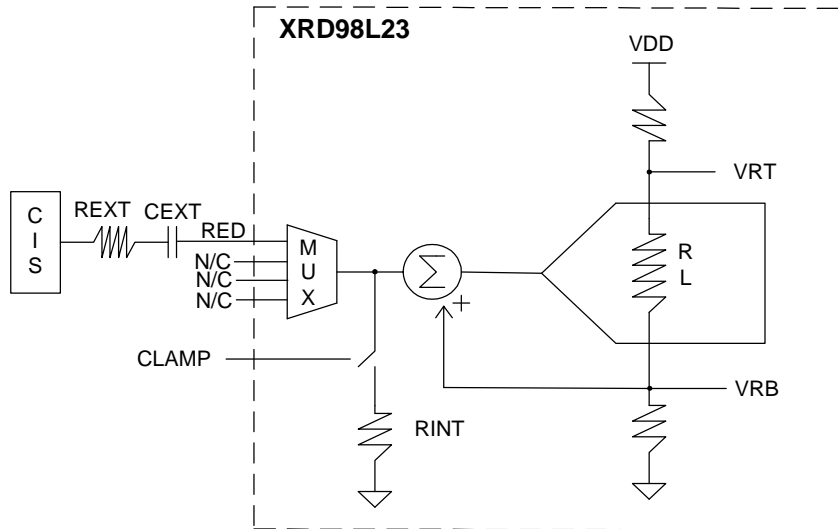 XRD98L23
VDD
VRT
C
I
S
REXT
CEXT
RED
N/C
N/C
N/C
M
U
X
Σ
+
R
L
CLAMP
RINT
VRB